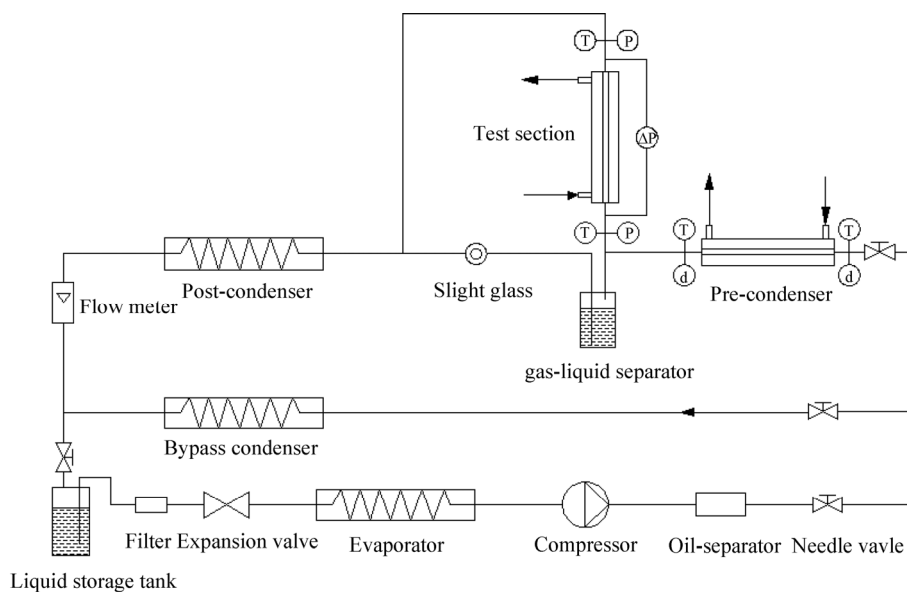 T P
Test section
ΔP
T P
T T
d d
Post-condenser
Slight glass
Pre-condenser
Flow meter
gas-liquid separator
Bypass condenser
Filter Expansion valve Evaporator Compressor Oil-separator Needle vavle
Liquid storage tank